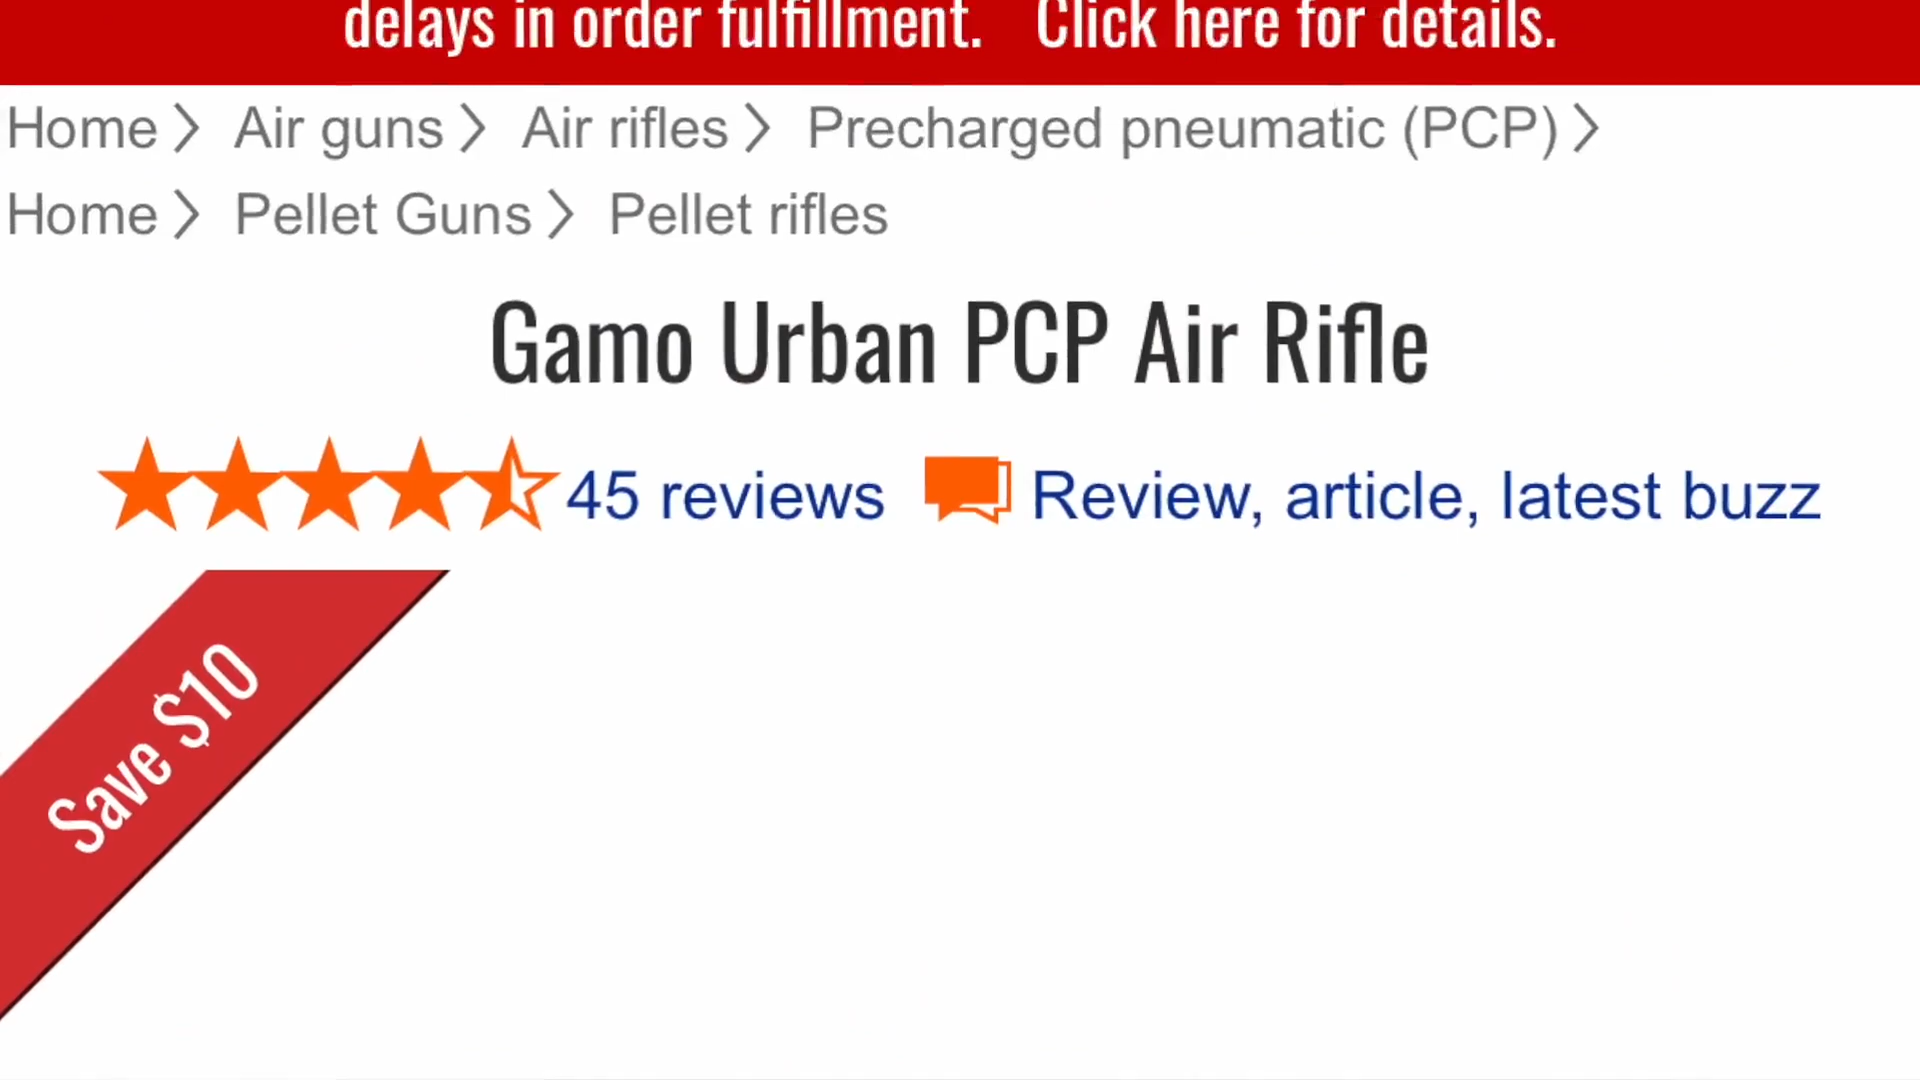 delays in order fulfillment. Click here for details.
Home > Air guns > Air rifles > Precharged pneumatic (PCP) >
Home > Pellet Guns > Pellet rifles
Gamo Urban PCP Air Rifle
45 reviews Review, article, latest buzz
Save $10